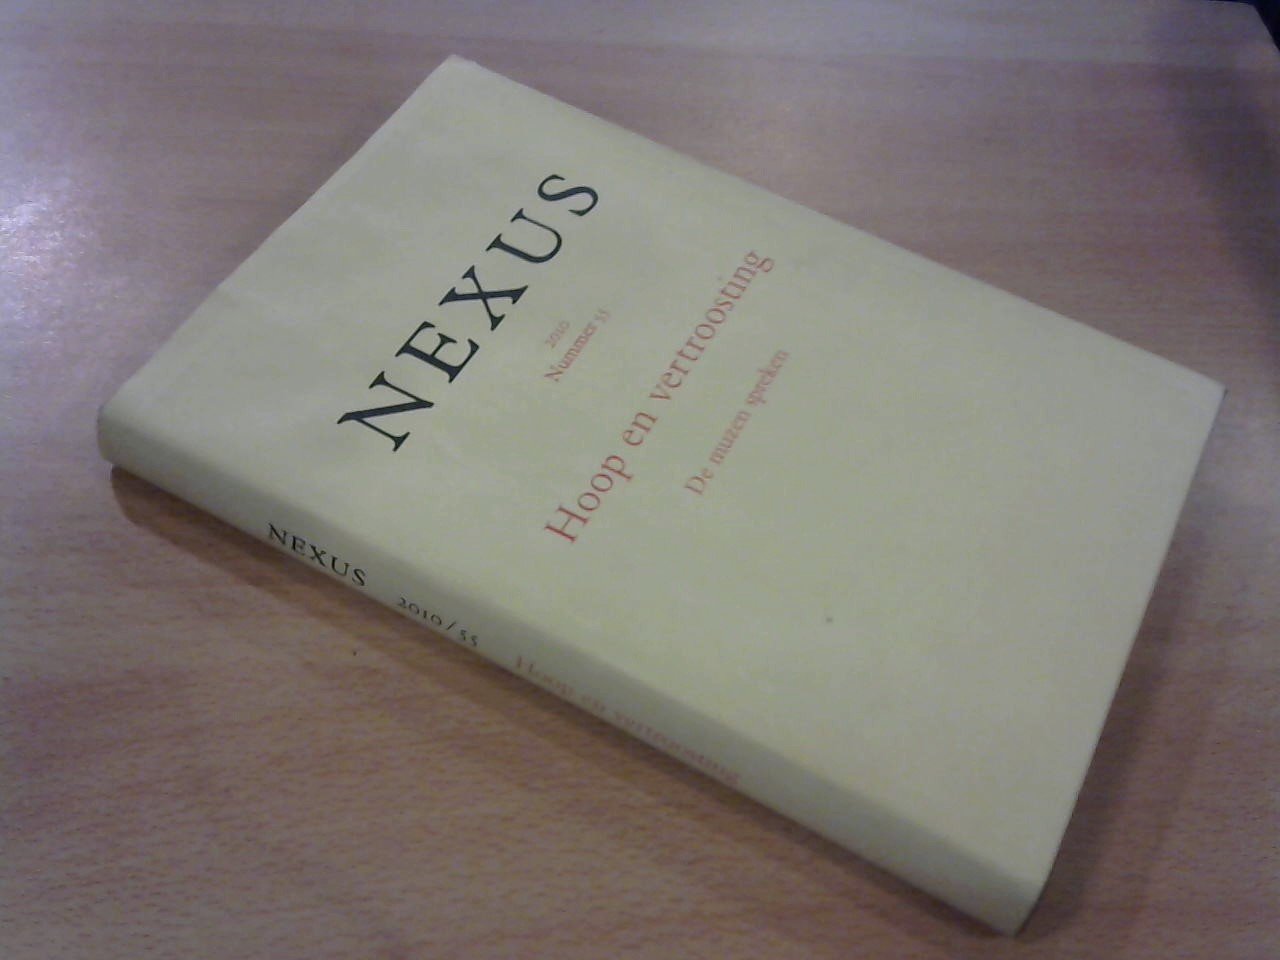 NEXUS
2010
Nummer 55
Hoop en vertroosting
De muzen spreken
NEXUS 2010/55 Hoop en vertroosting